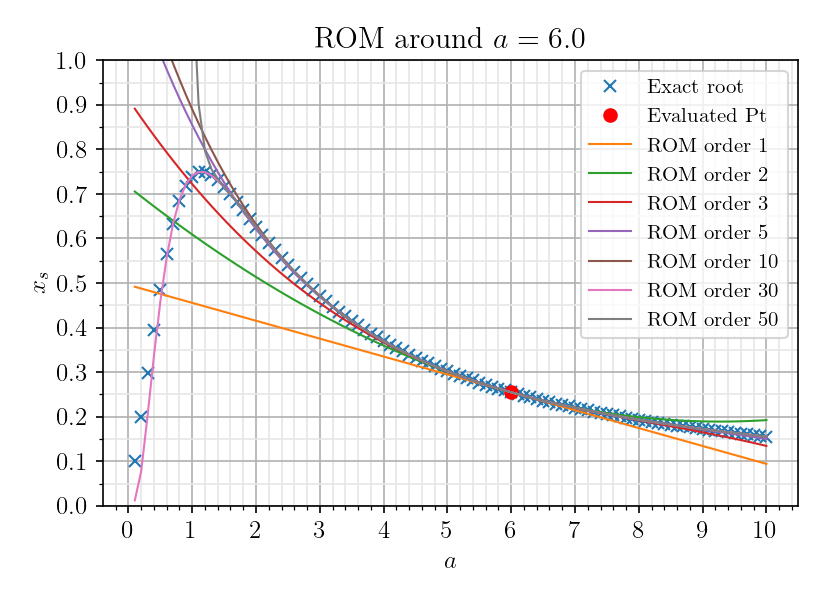 ROM around a = 6.0
1.0
0.9
0.8
0.7
0.6
0.5
0.4
0.3
0.2
0.1
0.0
x_s
Exact root
Evaluated Pt
ROM order 1
ROM order 2
ROM order 3
ROM order 5
ROM order 10
ROM order 30
ROM order 50
0 1 2 3 4 5 6 7 8 9 10
a